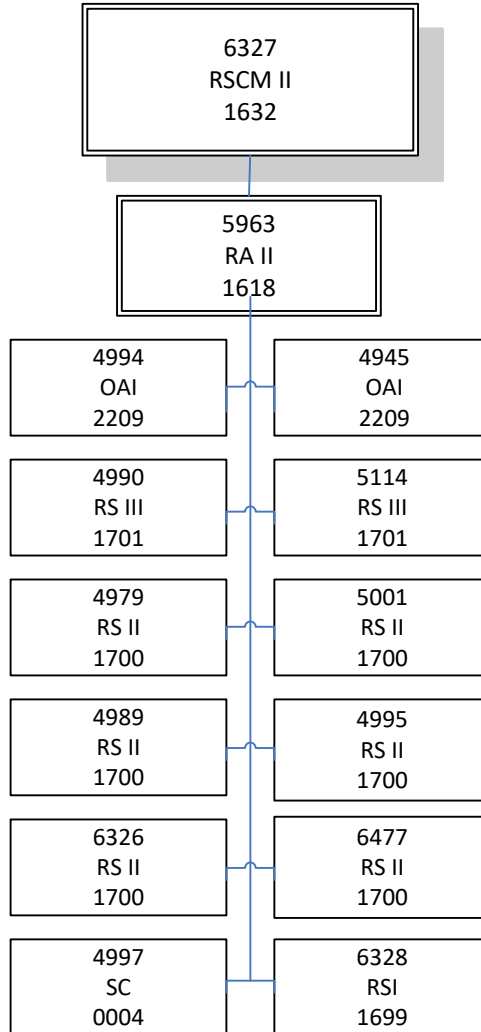 6327
RSCM II
1632
5963
RA II
1618
4994
OAI
2209
4945
OAI
2209
4990
RS III
1701
5114
RS III
1701
4979
RS II
1700
5001
RS II
1700
4989
RS II
1700
4995
RS II
1700
6326
RS II
1700
6477
RS II
1700
4997
SC
0004
6328
RSI
1699